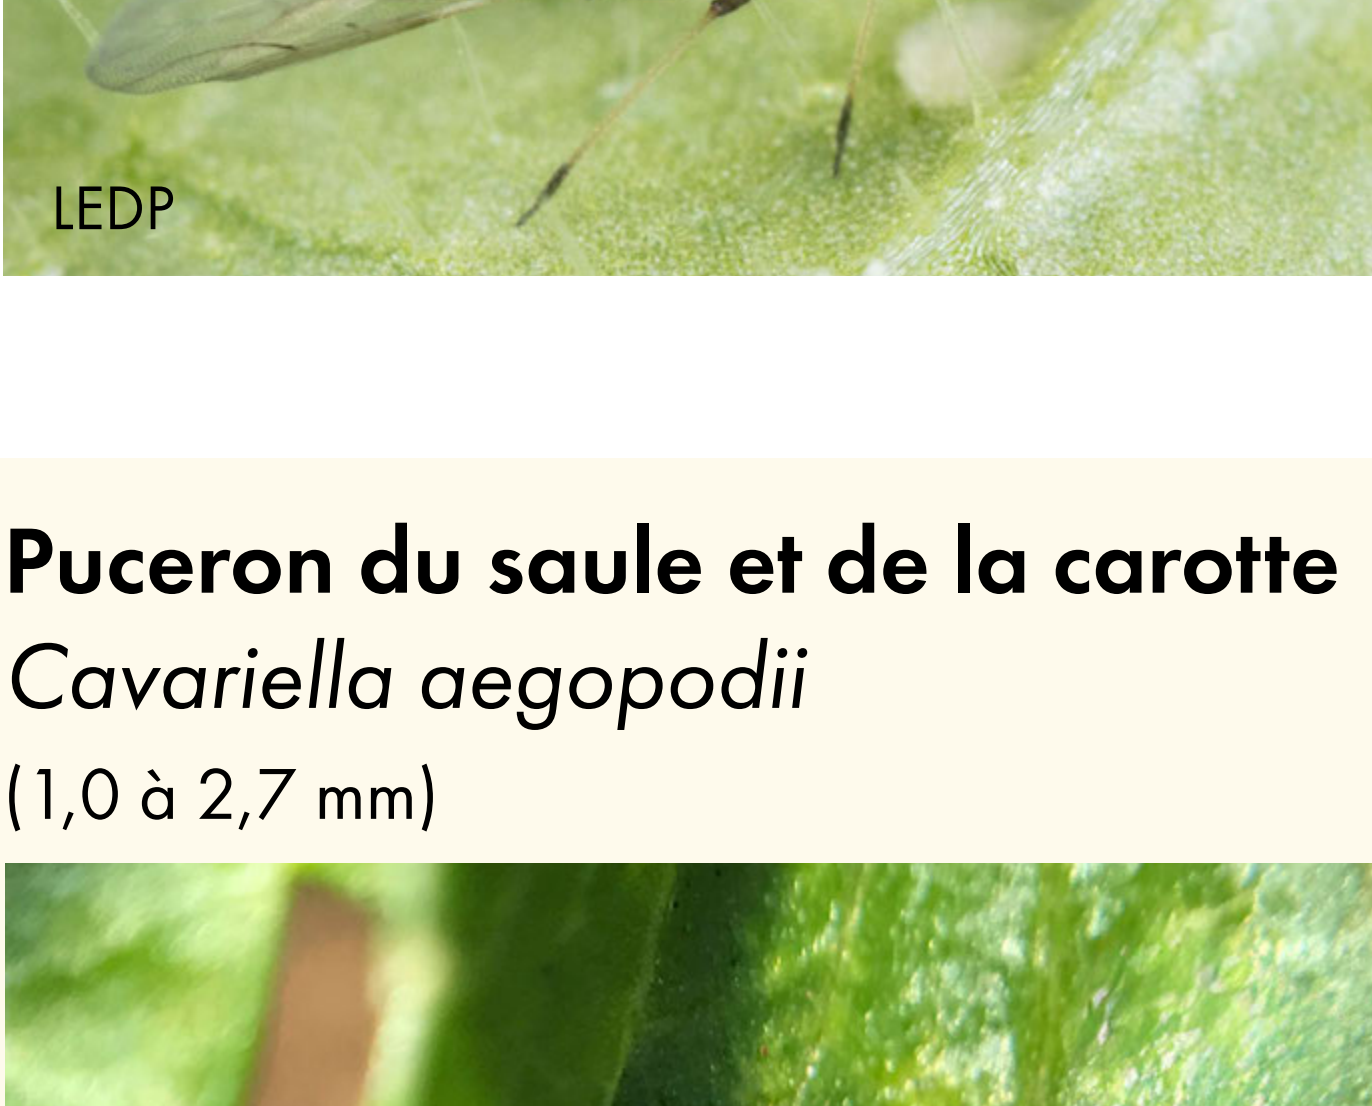 LEDP
Puceron du saule et de la carotte
Cavariella aegopodii
(1,0 à 2,7 mm)